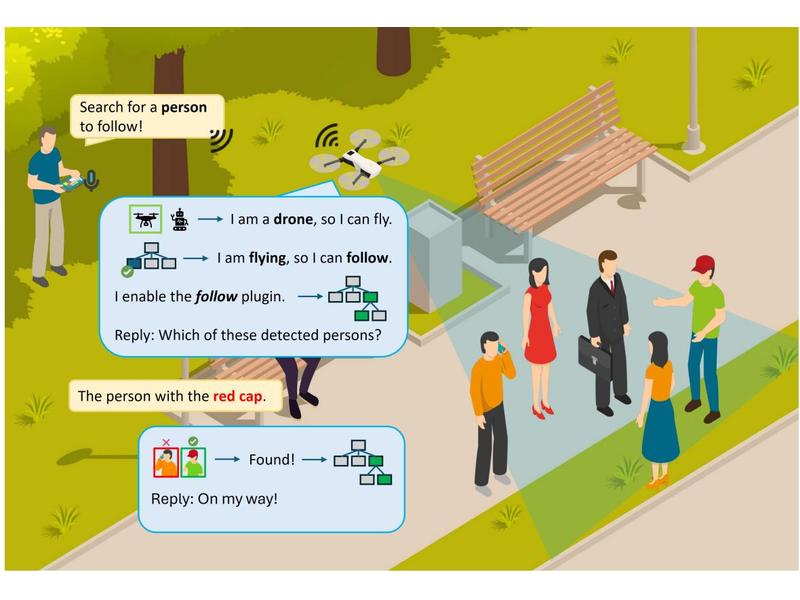 Search for a person
to follow!
I am a drone, so I can fly.
I am flying, so I can follow.
I enable the follow plugin.
Reply: Which of these detected persons?
The person with the red cap.
Found!
Reply: On my way!